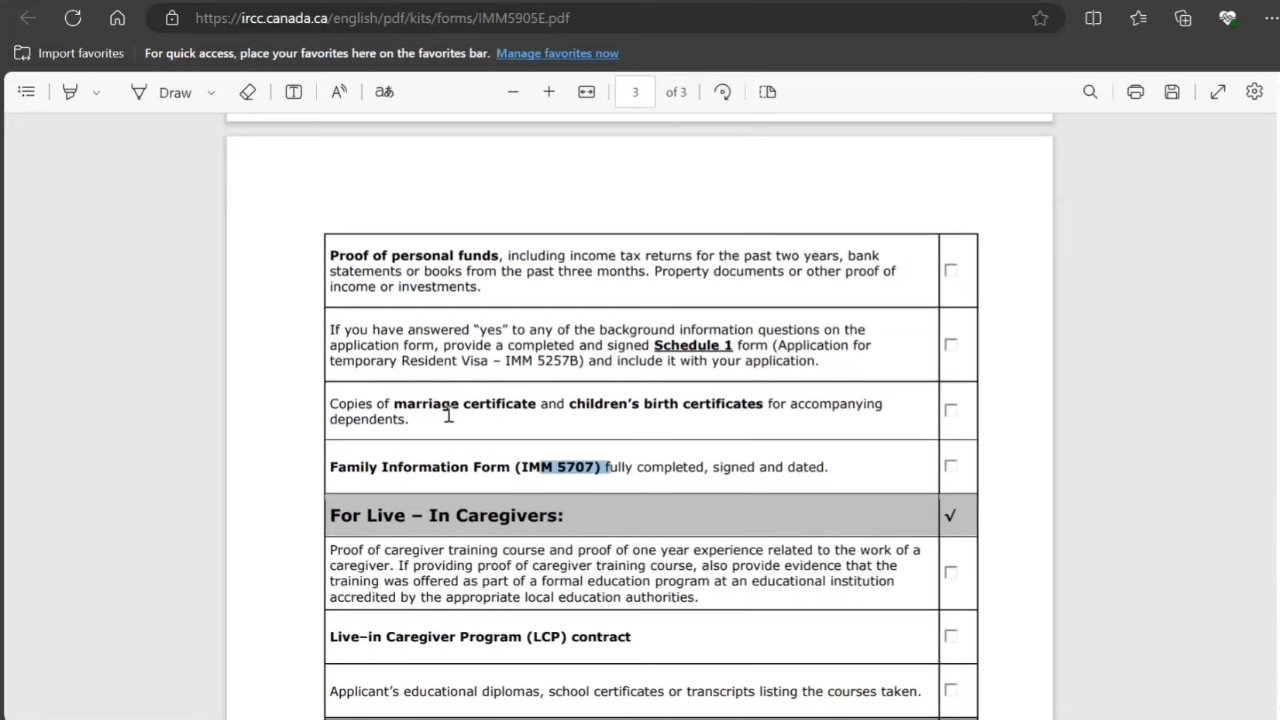 https://ircc.canada.ca/english/pdf/kits/forms/IMM5905E.pdf
Import favorites
For quick access, place your favorites here on the favorites bar. Manage favorites now
Draw
3 of 3
Proof of personal funds, including income tax returns for the past two years, bank
statements or books from the past three months. Property documents or other proof of
income or investments.
If you have answered “yes” to any of the background information questions on the
application form, provide a completed and signed Schedule 1 form (Application for
temporary Resident Visa – IMM 5257B) and include it with your application.
Copies of marriage certificate and children’s birth certificates for accompanying
dependents.
Family Information Form (IMM 5707) fully completed, signed and dated.
For Live – In Caregivers: √
Proof of caregiver training course and proof of one year experience related to the work of a
caregiver. If providing proof of caregiver training course, also provide evidence that the
training was offered as part of a formal education program at an educational institution
accredited by the appropriate local education authorities.
Live–in Caregiver Program (LCP) contract
Applicant’s educational diplomas, school certificates or transcripts listing the courses taken.